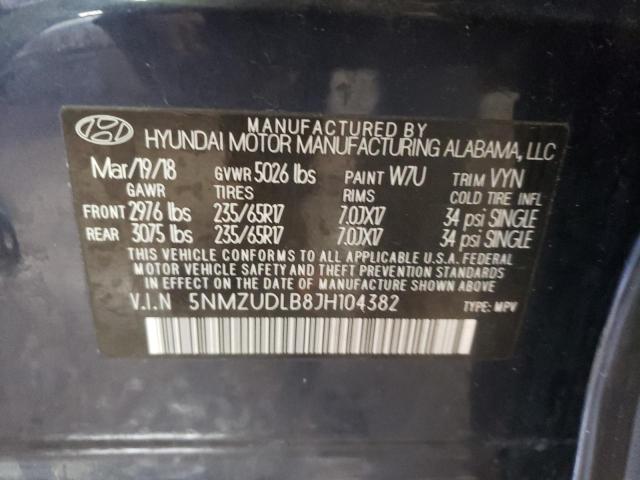 MANUFACTURED BY
HYUNDAI MOTOR MANUFACTURING ALABAMA, LLC
Mar/19/18 GVWR 5026 lbs PAINT W7U TRIM VYN
GAWR TIRES RIMS COLD TIRE INFL
FRONT 2976 lbs 235/65R17 7.0JX17 34 psi SINGLE
REAR 3075 lbs 235/65R17 7.0JX17 34 psi SINGLE
THIS VEHICLE CONFORMS TO ALL APPLICABLE U.S.A. FEDERAL
MOTOR VEHICLE SAFETY AND THEFT PREVENTION STANDARDS
IN EFFECT ON THE DATE OF MANUFACTURE SHOWN ABOVE
V.I.N 5NMZUDLB8JH104382 TYPE: MPV